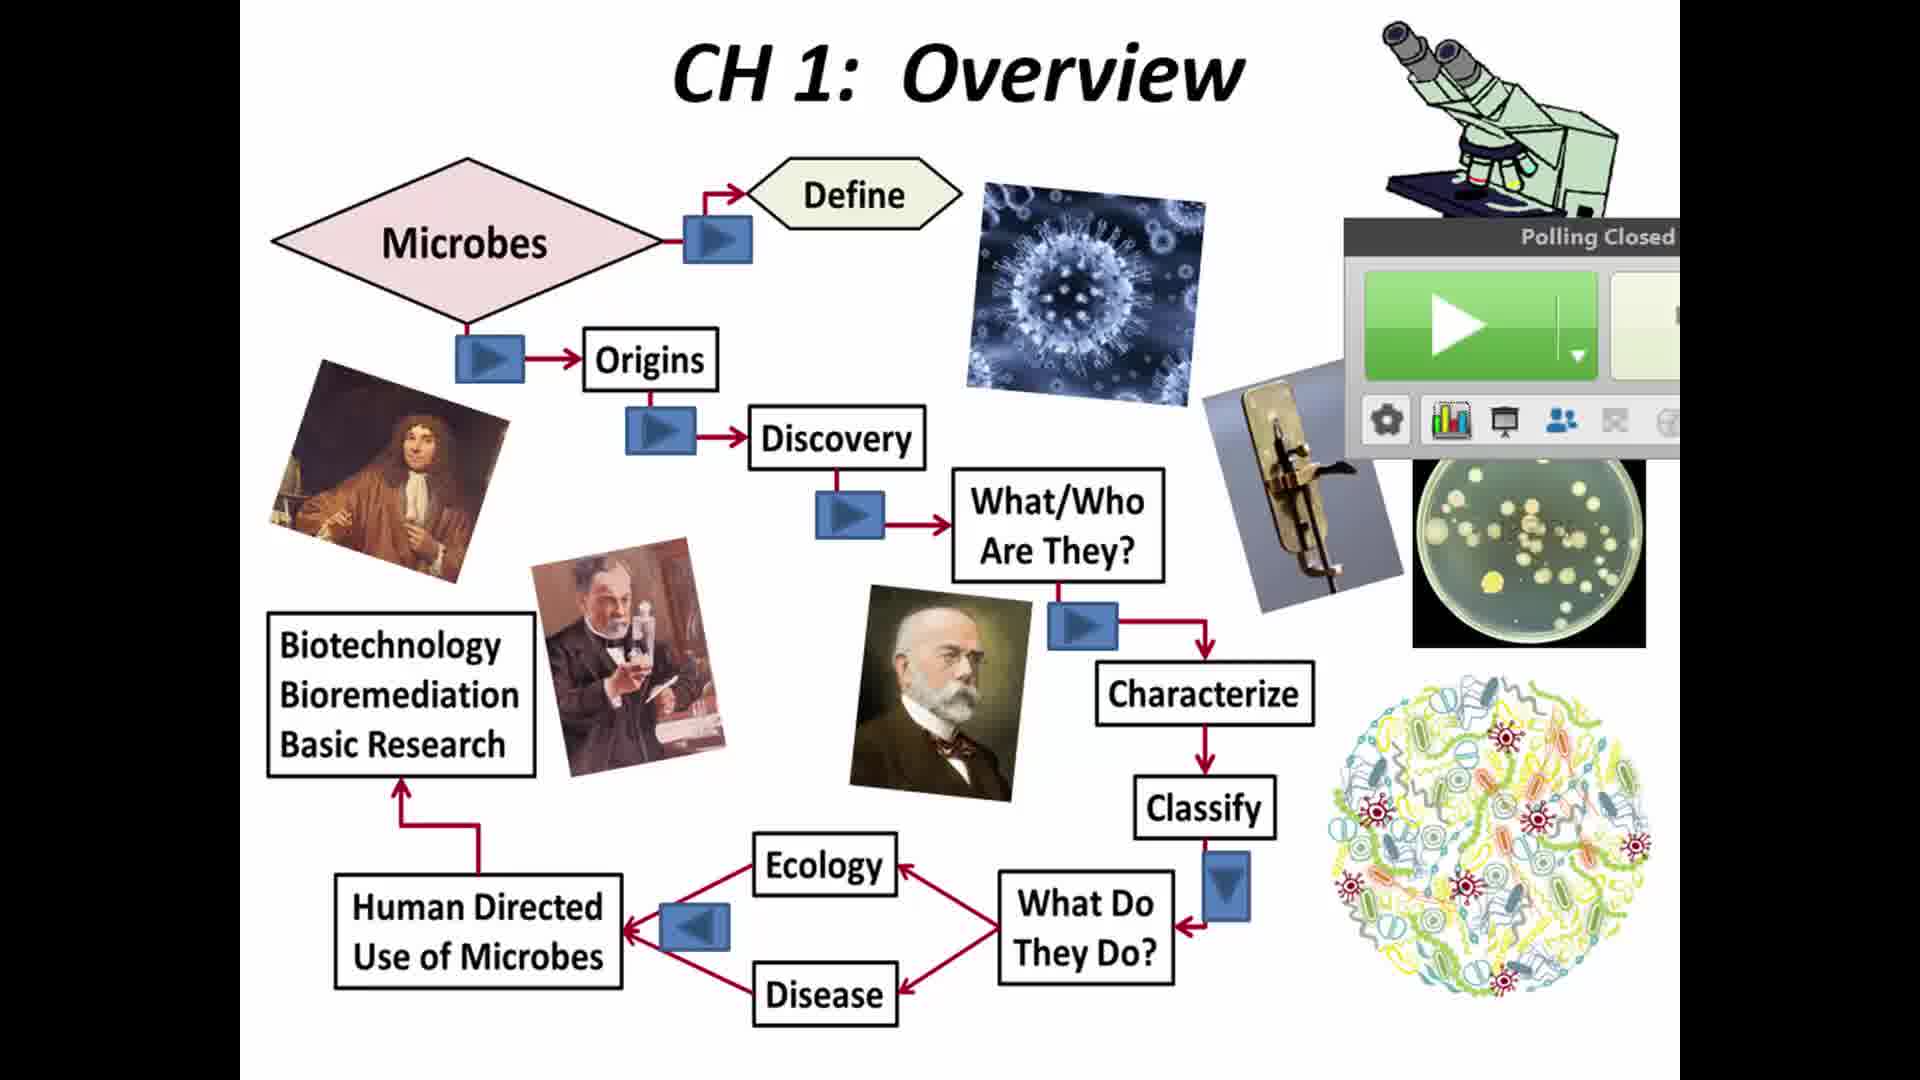 CH 1: Overview
Microbes
Define
Polling Closed
Origins
Discovery
What/Who
Are They?
Characterize
Classify
What Do
They Do?
Ecology
Disease
Human Directed
Use of Microbes
Biotechnology
Bioremediation
Basic Research